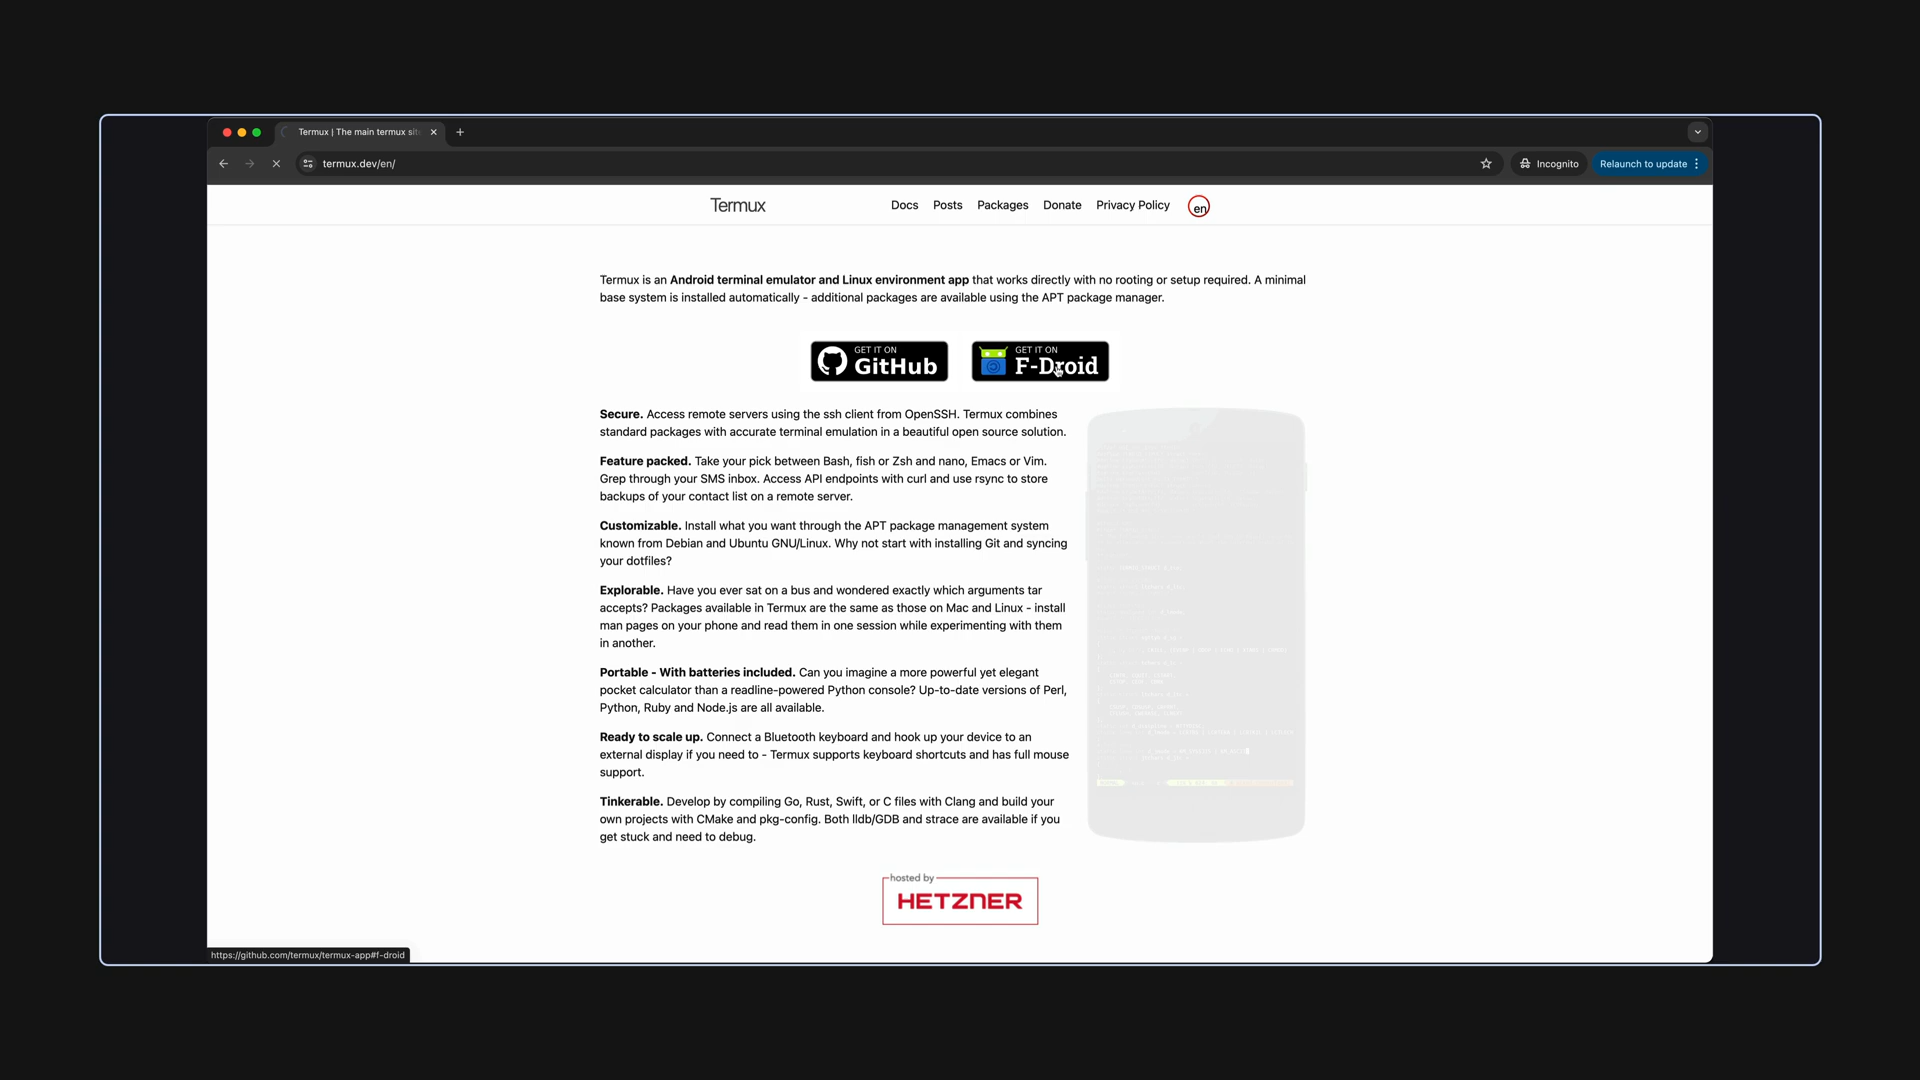 Termux | The main termux sit
termux.dev/en/
Incognito
Relaunch to update
Termux
Docs
Posts
Packages
Donate
Privacy Policy
en
Termux is an Android terminal emulator and Linux environment app that works directly with no rooting or setup required. A minimal
base system is installed automatically - additional packages are available using the APT package manager.
GET IT ON
GitHub
GET IT ON
F-Droid
Secure. Access remote servers using the ssh client from OpenSSH. Termux combines
standard packages with accurate terminal emulation in a beautiful open source solution.
Feature packed. Take your pick between Bash, fish or Zsh and nano, Emacs or Vim.
Grep through your SMS inbox. Access API endpoints with curl and use rsync to store
backups of your contact list on a remote server.
Customizable. Install what you want through the APT package management system
known from Debian and Ubuntu GNU/Linux. Why not start with installing Git and syncing
your dotfiles?
Explorable. Have you ever sat on a bus and wondered exactly which arguments tar
accepts? Packages available in Termux are the same as those on Mac and Linux - install
man pages on your phone and read them in one session while experimenting with them
in another.
Portable - With batteries included. Can you imagine a more powerful yet elegant
pocket calculator than a readline-powered Python console? Up-to-date versions of Perl,
Python, Ruby and Node.js are all available.
Ready to scale up. Connect a Bluetooth keyboard and hook up your device to an
external display if you need to - Termux supports keyboard shortcuts and has full mouse
support.
Tinkerable. Develop by compiling Go, Rust, Swift, or C files with Clang and build your
own projects with CMake and pkg-config. Both lldb/GDB and strace are available if you
get stuck and need to debug.
hosted by
HETZNER
https://github.com/termux/termux-app#f-droid